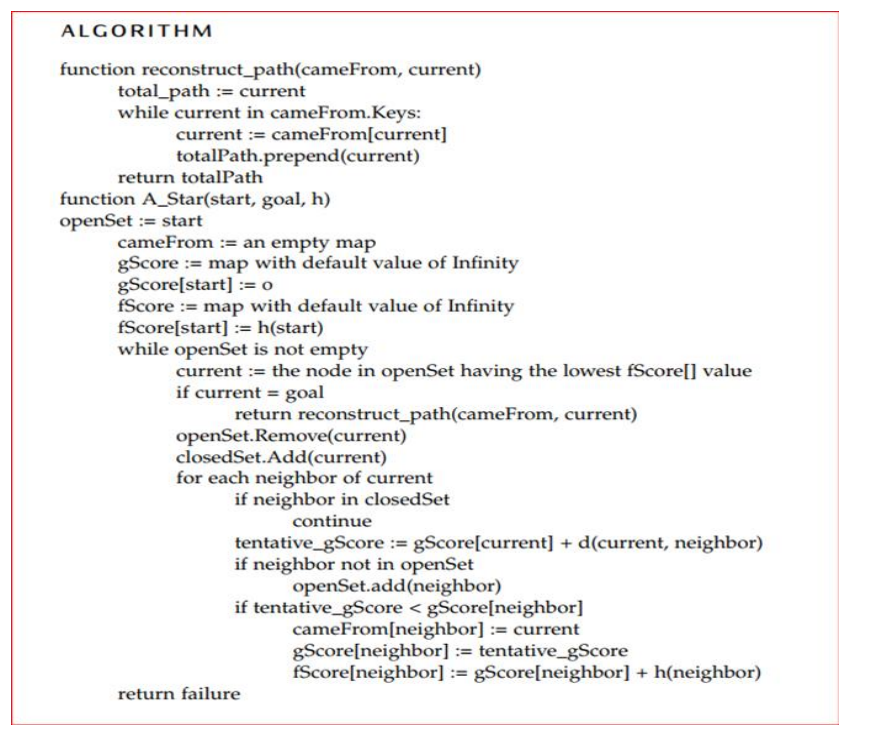 ALGORITHM
function reconstruct_path(cameFrom, current)
total_path := current
while current in cameFrom.Keys:
current := cameFrom[current]
totalPath.prepend(current)
return totalPath
function A_Star(start, goal, h)
openSet := start
cameFrom := an empty map
gScore := map with default value of Infinity
gScore[start] := 0
fScore := map with default value of Infinity
fScore[start] := h(start)
while openSet is not empty
current := the node in openSet having the lowest fScore[] value
if current = goal
return reconstruct_path(cameFrom, current)
openSet.Remove(current)
closedSet.Add(current)
for each neighbor of current
if neighbor in closedSet
continue
tentative_gScore := gScore[current] + d(current, neighbor)
if neighbor not in openSet
openSet.add(neighbor)
if tentative_gScore < gScore[neighbor]
cameFrom[neighbor] := current
gScore[neighbor] := tentative_gScore
fScore[neighbor] := gScore[neighbor] + h(neighbor)
return failure